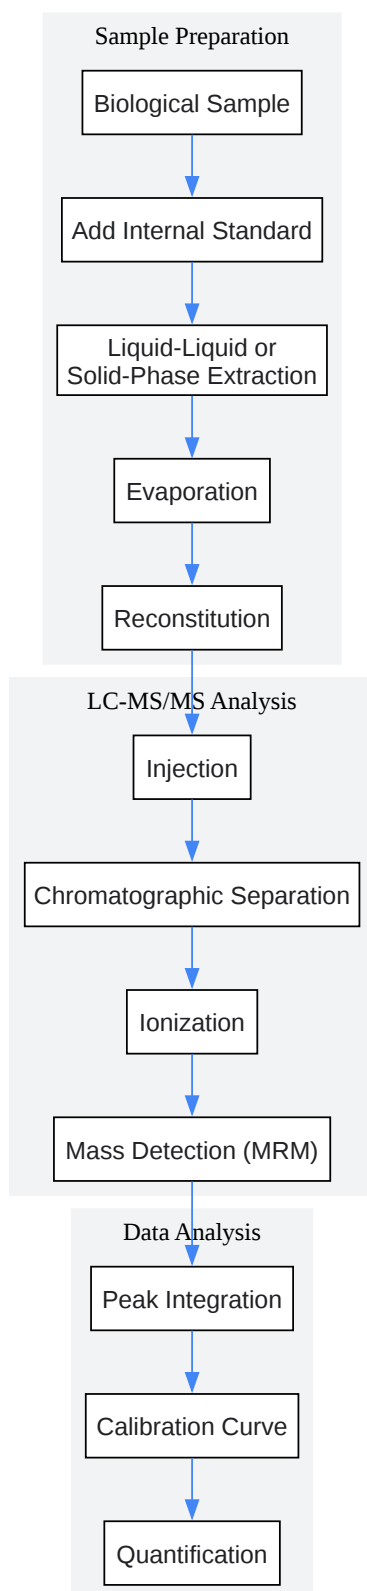 Sample Preparation
Biological Sample
Add Internal Standard
Liquid-Liquid or
Solid-Phase Extraction
Evaporation
Reconstitution
LC-MS/MS Analysis
Injection
Chromatographic Separation
Ionization
Mass Detection (MRM)
Data Analysis
Peak Integration
Calibration Curve
Quantification